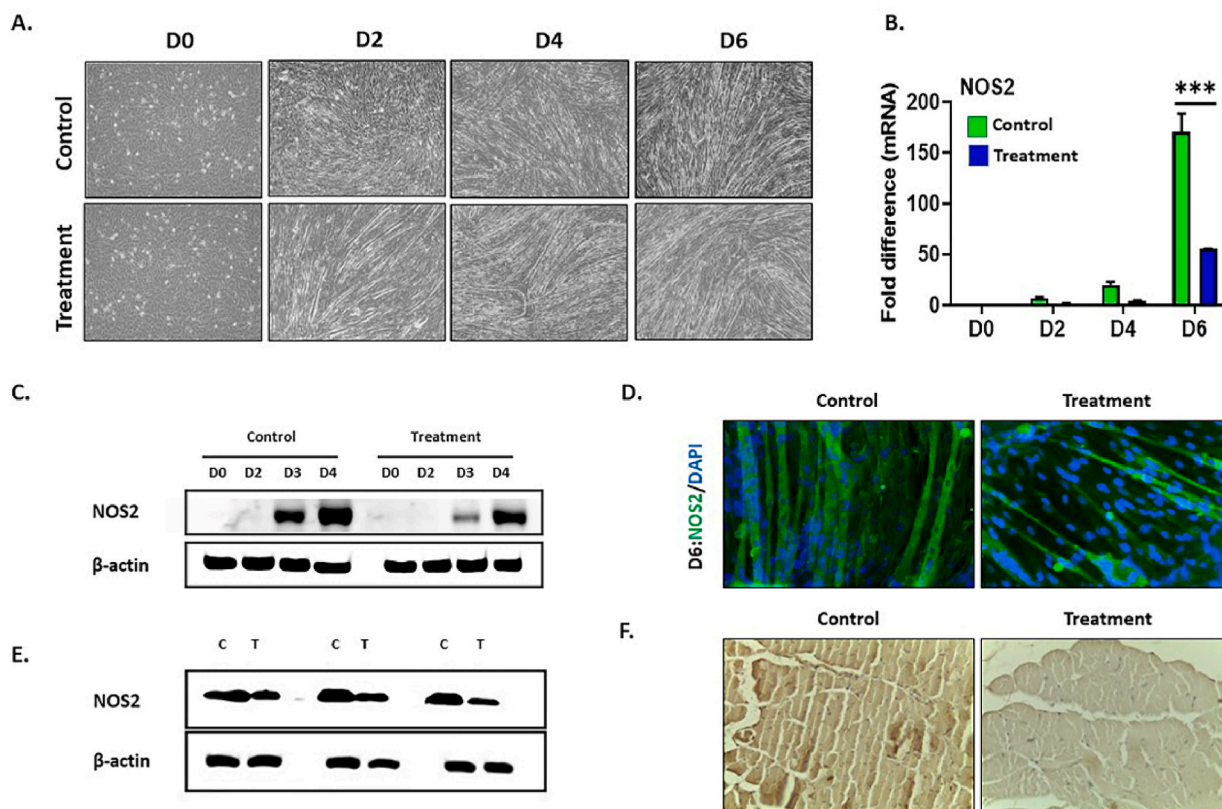 A.
D0 D2 D4 D6
Control
Treatment
B.
NOS2
***
Control
Treatment
Fold difference (mRNA)
200
150
100
50
0
D0 D2 D4 D6
C.
Control Treatment
D0 D2 D3 D4 D0 D2 D3 D4
NOS2
β-actin
D.
Control Treatment
D6:NOS2/DAPI
E.
C T C T C T
NOS2
β-actin
F.
Control Treatment